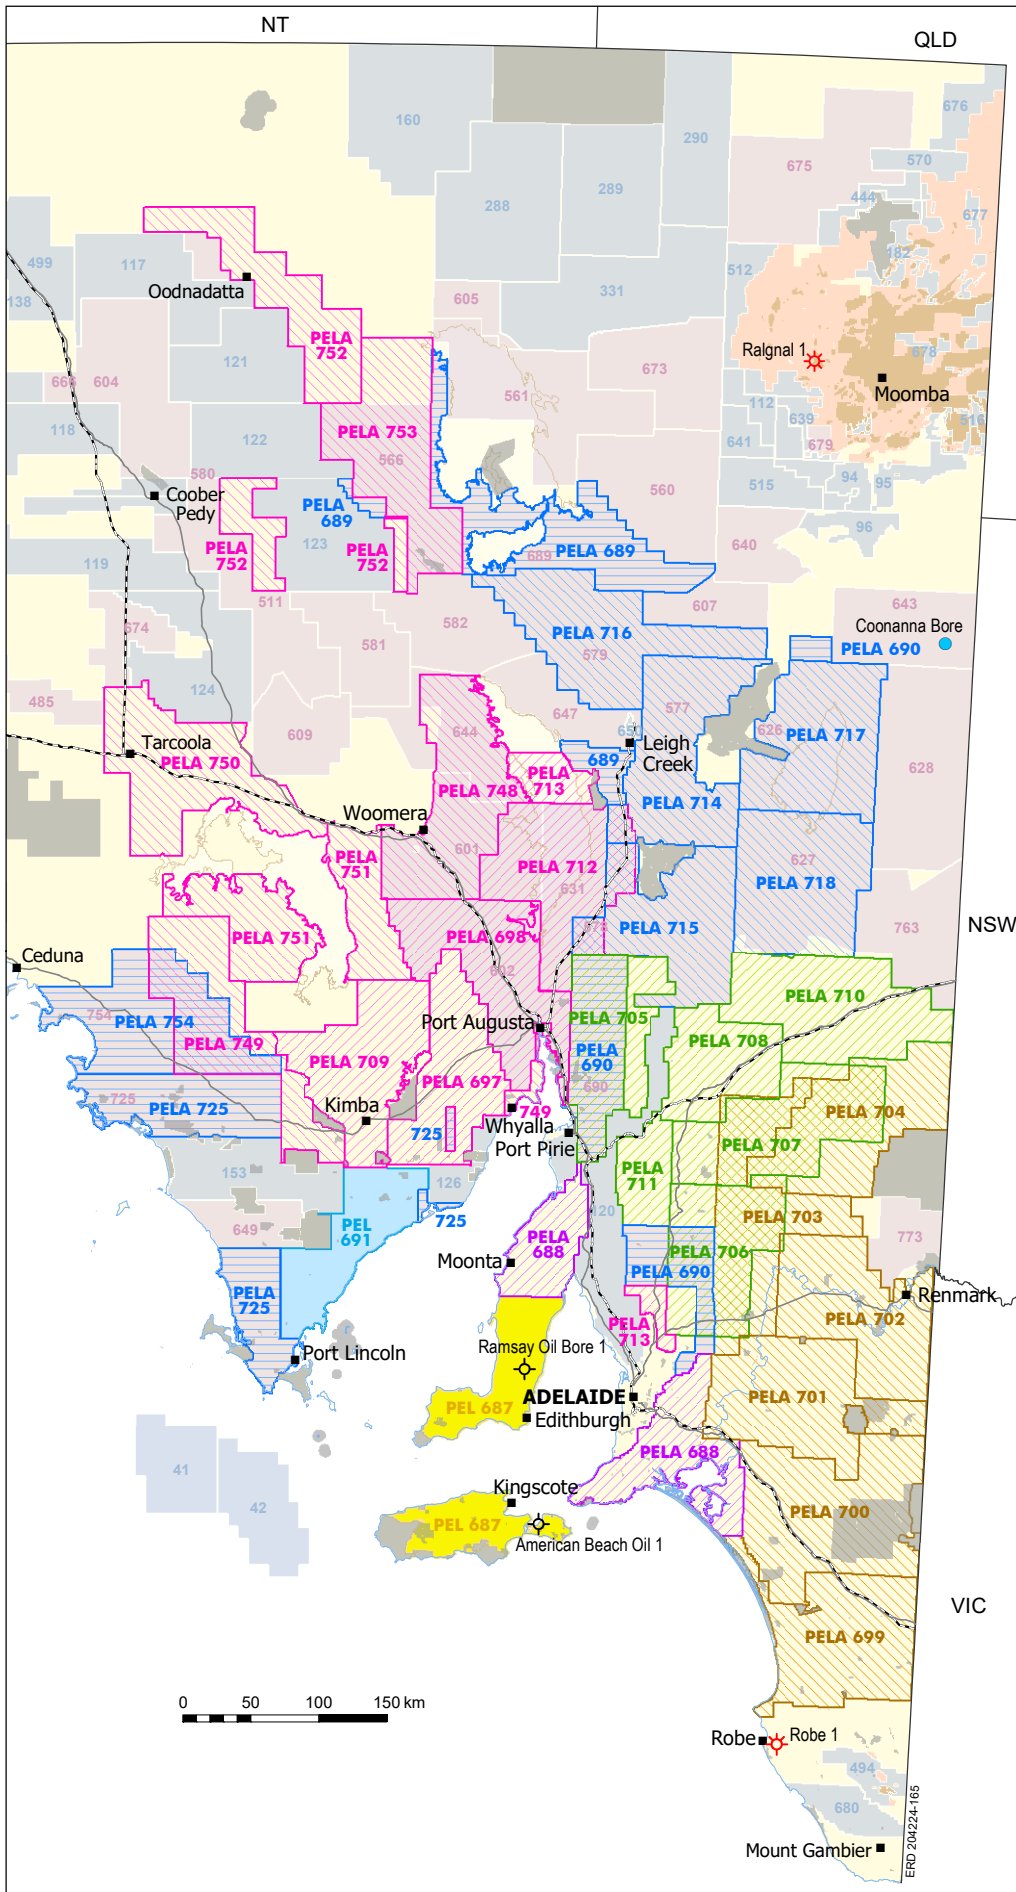 NT
QLD
160
290
676
675
570
289
444
288
677
117
499
182
512
Oodnadatta
138
605
331
PELA
752
Ralgnal 1
678
673
121
604
Moomba
561
112
639
516
118
PELA 753
641
679
122
566
580
94
560
515
95
Coober
Pedy
PELA
689
96
123
PELA
752
PELA
752
689
PELA 689
640
119
511
607
643
582
Coonanna Bore
674
PELA 716
581
PELA 690
579
124
485
577
647
644
650
626
609
PELA 717
Tarcoola
Leigh
Creek
628
PELA 750
689
PELA
713
PELA 748
PELA 714
Woomera
601
627
PELA
751
PELA 712
PELA 718
631
763
NSW
PELA 751
PELA 698
PELA 715
Ceduna
602
PELA 710
754
PELA 754
PELA 705
Port Augusta
PELA 749
PELA 709
PELA 708
PELA
690
PELA 697
690
725
PELA 725
Kimba
749
PELA 704
Whyalla
725
Port Pirie
PELA 707
153
126
PELA
711
120
PELA 703
649
PEL
691
725
PELA
688
773
PELA 706
Moonta
PELA 690
PELA
725
Renmark
PELA 702
PELA
713
Ramsay Oil Bore 1
Port Lincoln
ADELAIDE
PELA 701
PEL 687
Edithburgh
PELA 688
41
Kingscote
42
PELA 700
PEL 687
American Beach Oil 1
VIC
PELA 699
0 50 100 150 km
Robe
Robe 1
494
680
Mount Gambier
ERD 204224-165